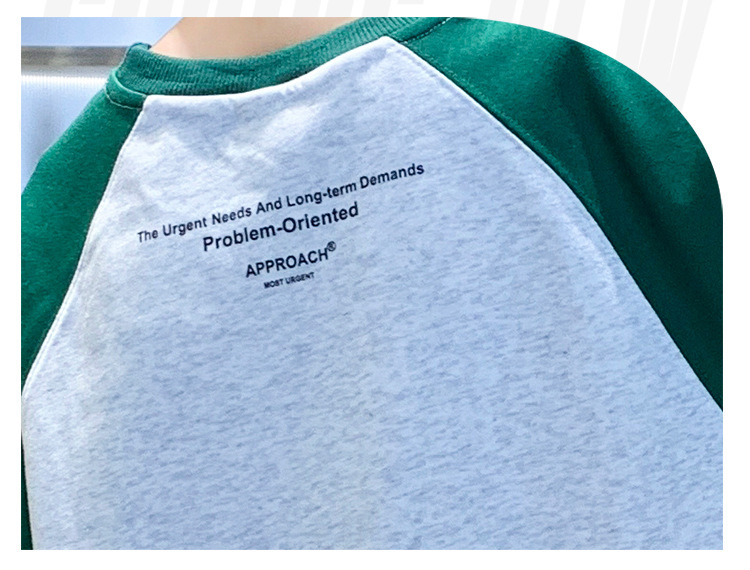 The Urgent Needs And Long-term Demands
Problem-Oriented
APPROACH®
MOST URGENT